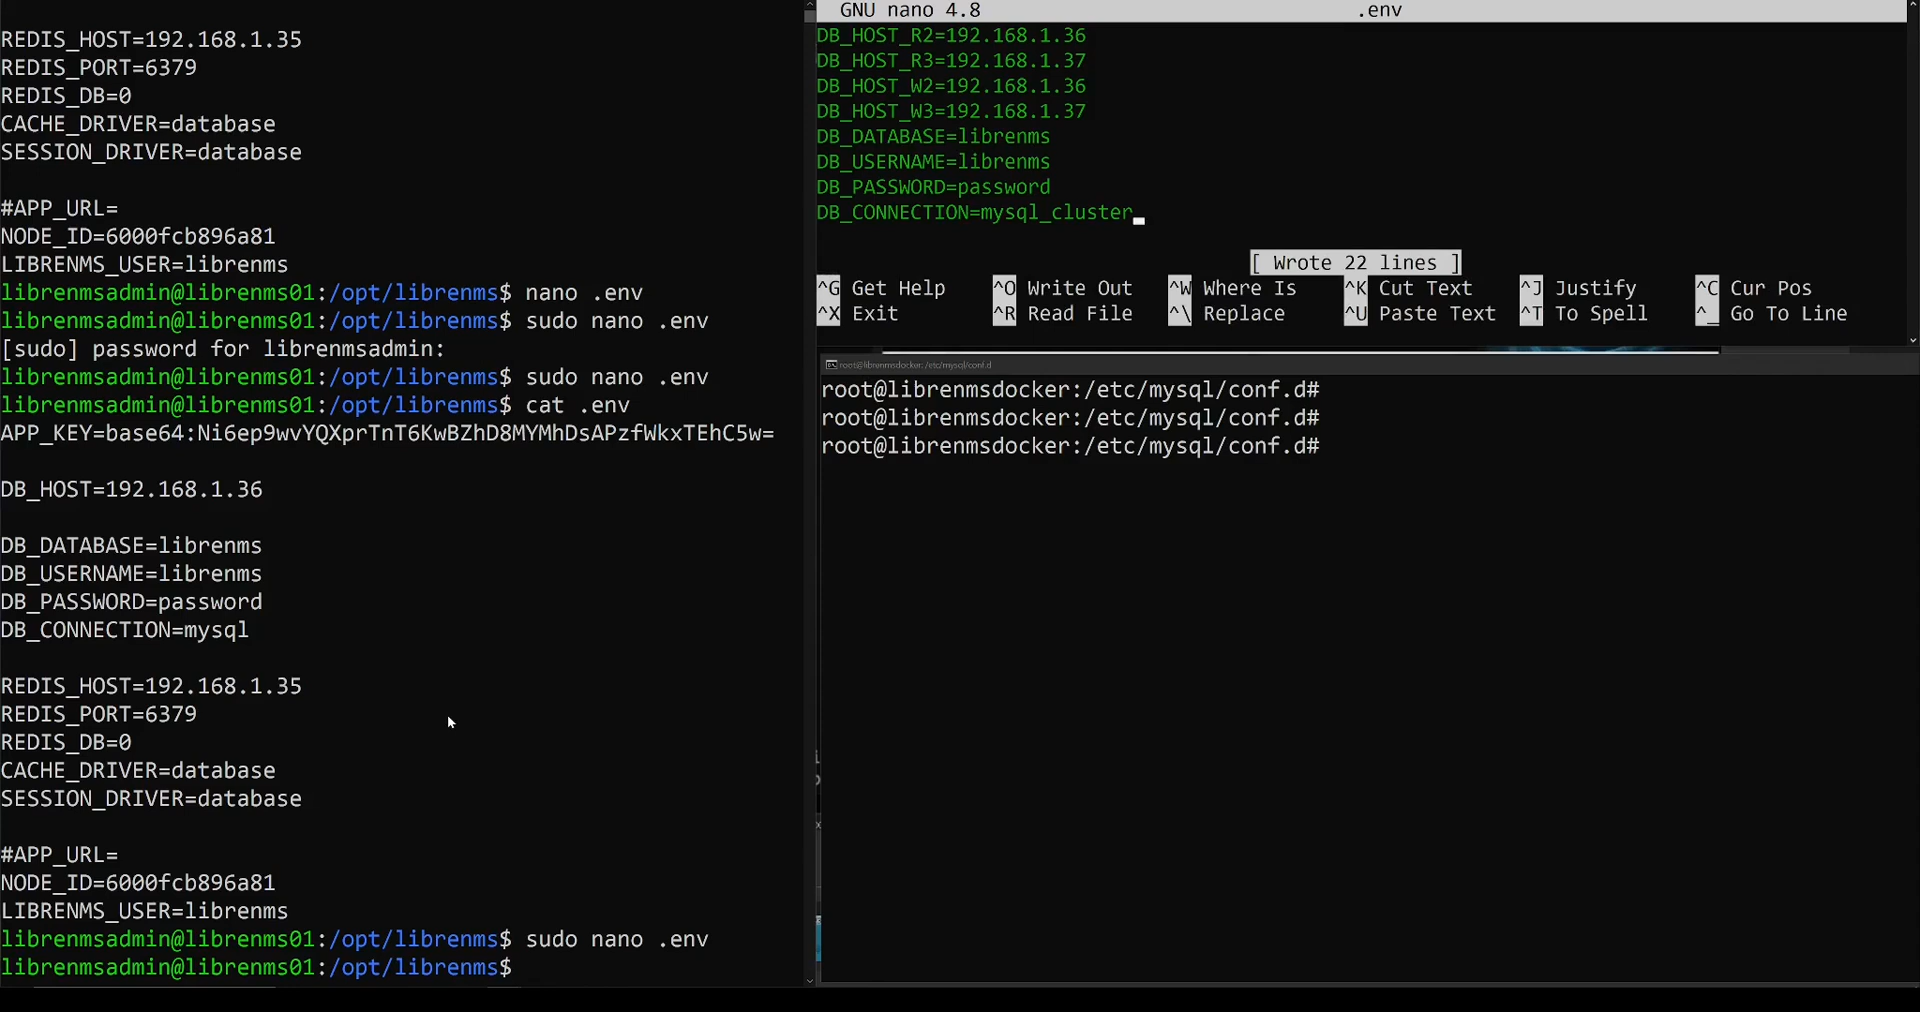 REDIS_HOST=192.168.1.35
REDIS_PORT=6379
REDIS_DB=0
CACHE_DRIVER=database
SESSION_DRIVER=database
#APP_URL=
NODE_ID=6000fcb896a81
LIBRENMS_USER=librenms
librenmsadmin@librenms01:/opt/librenms$ nano .env
librenmsadmin@librenms01:/opt/librenms$ sudo nano .env
[sudo] password for librenmsadmin:
librenmsadmin@librenms01:/opt/librenms$ sudo nano .env
librenmsadmin@librenms01:/opt/librenms$ cat .env
APP_KEY=base64:Ni6ep9wvYQXprTnT6KwBZhD8MYMhDsAPzfWkxTEhC5w=
DB_HOST=192.168.1.36
DB_DATABASE=librenms
DB_USERNAME=librenms
DB_PASSWORD=password
DB_CONNECTION=mysql
REDIS_HOST=192.168.1.35
REDIS_PORT=6379
REDIS_DB=0
CACHE_DRIVER=database
SESSION_DRIVER=database
#APP_URL=
NODE_ID=6000fcb896a81
LIBRENMS_USER=librenms
librenmsadmin@librenms01:/opt/librenms$ sudo nano .env
librenmsadmin@librenms01:/opt/librenms$
GNU nano 4.8 .env
DB_HOST_R2=192.168.1.36
DB_HOST_R3=192.168.1.37
DB_HOST_W2=192.168.1.36
DB_HOST_W3=192.168.1.37
DB_DATABASE=librenms
DB_USERNAME=librenms
DB_PASSWORD=password
DB_CONNECTION=mysql_cluster
[ Wrote 22 lines ]
^G Get Help ^O Write Out ^W Where Is ^K Cut Text ^J Justify ^C Cur Pos
^X Exit ^R Read File ^\ Replace ^U Paste Text ^T To Spell ^_ Go To Line
root@librenmsdocker: /etc/mysql/conf.d
root@librenmsdocker:/etc/mysql/conf.d#
root@librenmsdocker:/etc/mysql/conf.d#
root@librenmsdocker:/etc/mysql/conf.d#